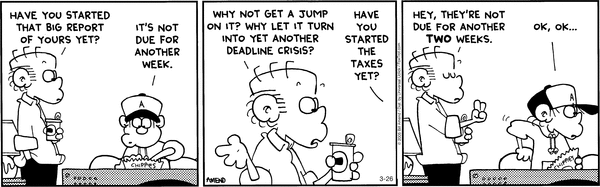 HAVE YOU STARTED
THAT BIG REPORT
OF YOURS YET?
IT'S NOT
DUE FOR
ANOTHER
WEEK.
A
CHIPPIES
WHY NOT GET A JUMP
ON IT? WHY LET IT TURN
INTO YET ANOTHER
DEADLINE CRISIS?
HAVE
YOU
STARTED
THE
TAXES
YET?
AMEND
3-26
HEY, THEY'RE NOT
DUE FOR ANOTHER
TWO WEEKS.
OK, OK...
A
CHIPPIES